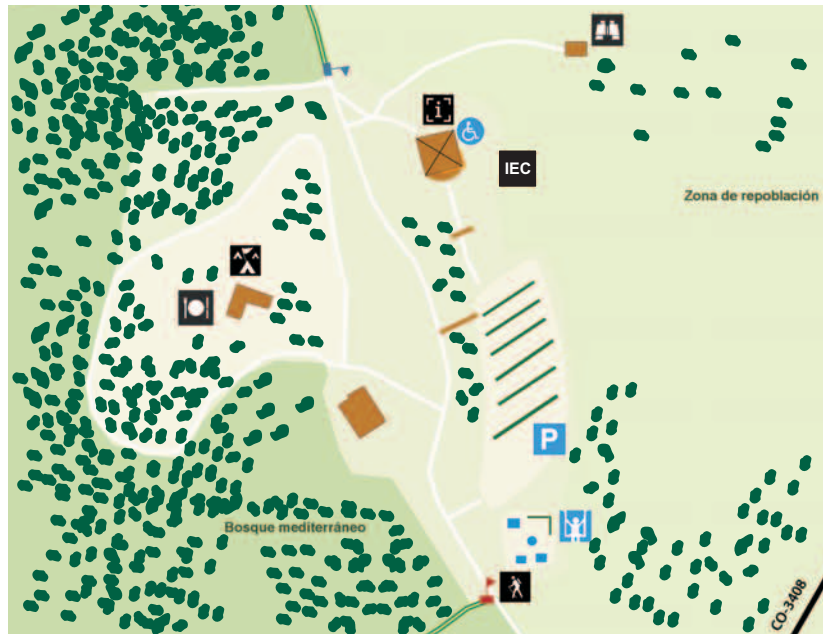 i
IEC
Zona de repoblación
P
Bosque mediterráneo
CO-3408